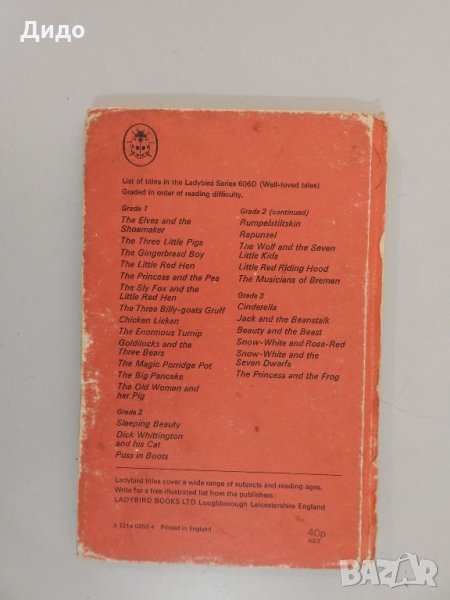 Дидо
List of titles in the Ladybird Series 606D (Well-loved tales)
Graded in order of reading difficulty.
Grade 1
The Elves and the
Shoemaker
The Three Little Pigs
The Gingerbread Boy
The Little Red Hen
The Princess and the Pea
The Sly Fox and the
Little Red Hen
The Three Billy-goats Gruff
Chicken Licken
The Enormous Turnip
Goldilocks and the
Three Bears
The Magic Porridge Pot
The Big Pancake
The Old Woman and
her Pig
Grade 2
Sleeping Beauty
Dick Whittington
and his Cat
Puss in Boots
Grade 2 (continued)
Rumpelstiltskin
Rapunzel
The Wolf and the Seven
Little Kids
Little Red Riding Hood
The Musicians of Bremen
Grade 3
Cinderella
Jack and the Beanstalk
Beauty and the Beast
Snow-White and Rose-Red
Snow-White and the
Seven Dwarfs
The Princess and the Frog
Ladybird titles cover a wide range of subjects and reading ages.
Write for a free illustrated list from the publishers:
LADYBIRD BOOKS LTD Loughborough Leicestershire England
Printed in England
40p
NET
BAZAR